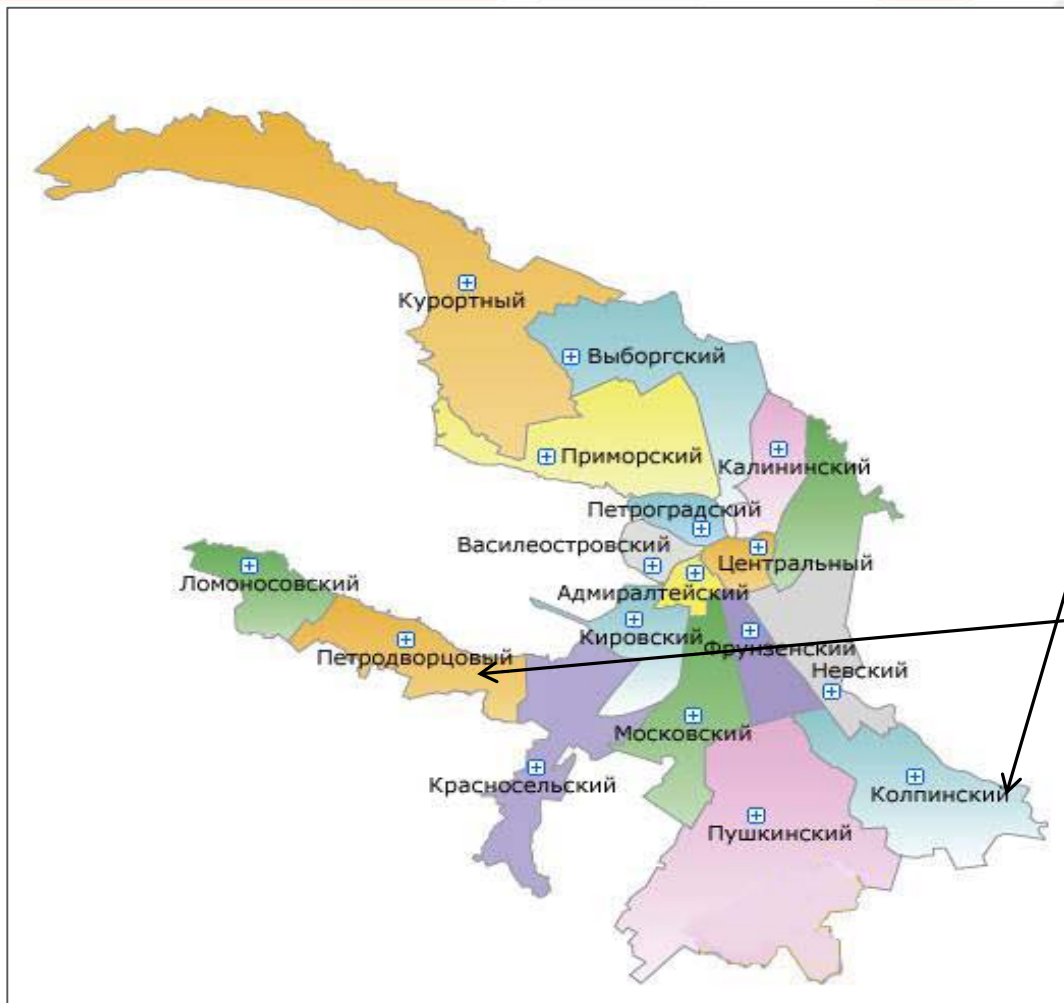 Курортный
Выборгский
Приморский
Калининский
Петроградский
Василеостровский
Центральный
Ломоносовский
Адмиралтейский
Кировский
Фрунзенский
Петродворцовый
Невский
Московский
Красносельский
Колпинский
Пушкинский